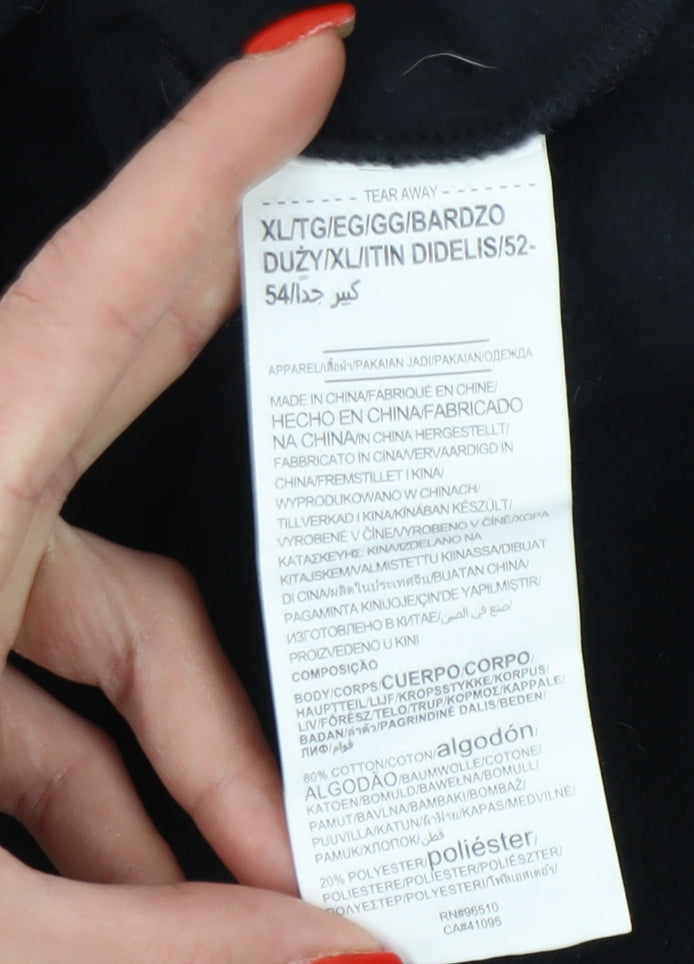 TEAR AWAY
XL/TG/EG/GG/BARDZO
DUŻY/XL/ITIN DIDELIS/52-
54/كبير جدا
APPAREL/เสื้อผ้า/PAKAIAN JADI/PAKAIAN/ОДЕЖДА
MADE IN CHINA/FABRIQUÉ EN CHINE/
HECHO EN CHINA/FABRICADO
NA CHINA/IN CHINA HERGESTELLT/
FABBRICATO IN CINA/VERVAARDIGD IN
CHINA/FREMSTILLET I KINA/
WYPRODUKOWANO W CHINACH/
TILLVERKAD I KINA/KÍNÁBAN KÉSZÜLT/
VYROBENÉ V ČÍNE/VYROBENO V ČÍNĚ/ΧΩΡΑ
ΚΑΤΑΣΚΕΥΗΣ: ΚΙΝΑ/IZDELANO NA
KITAJSKEM/VALMISTETTU KIINASSA/DIBUAT
DI CINA/ผลิตในประเทศจีน/BUATAN CHINA/
PAGAMINTA KINIJOJE/ÇIN'DE YAPILMIŞTIR/
ИЗГОТОВЛЕНО В КИТАЕ/صنع في الصين/
PROIZVEDENO U KINI
COMPOSIÇÃO
BODY/CORPS/CUERPO/CORPO/
HAUPTTEIL/LIJF/KROPSSTYKKE/KORPUS/
LIV/FŐRÉSZ/TELO/TRUP/ΚΟΡΜΟΣ/KAPPALE/
BADAN/ลำตัว/PAGRINDINĖ DALIS/BEDEN/
ЛИФ/قوام
80% COTTON/COTON/algodón/
ALGODÃO/BAUMWOLLE/COTONE/
KATOEN/BOMULD/BAWEŁNA/BOMULL/
PAMUT/BAVLNA/ΒΑΜΒΑΚΙ/BOMBAŽ/
PUUVILLA/KATUN/ผ้าฝ้าย/KAPAS/MEDVILNĖ/
PAMUK/ХЛОПОК/قطن
20% POLYESTER/poliéster/
POLIESTERE/POLIESTER/POLIÉSZTER/
ΠΟΛΥΕΣΤΕΡ/POLYESTERI/โพลีเอสเตอร์/
RN#96510
CA#41095